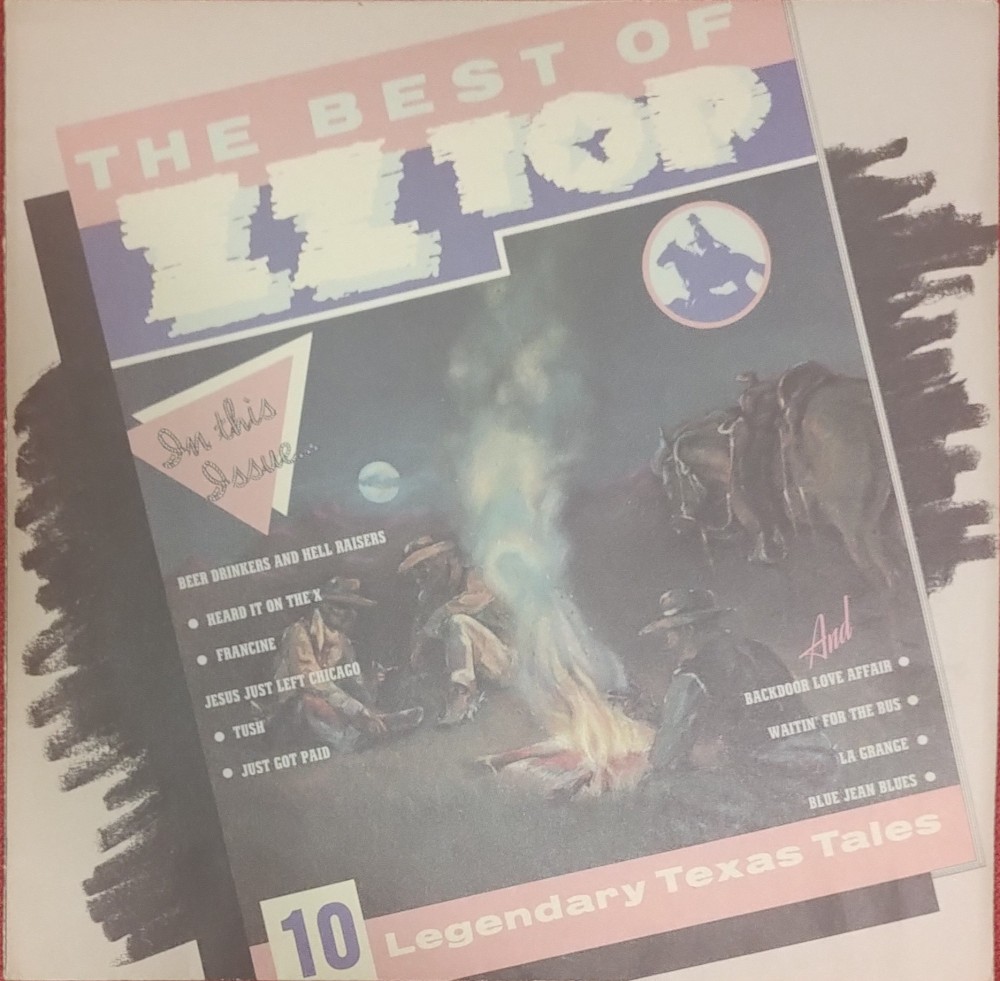 THE BEST OF
ZZ TOP
In this
Issue...
BEER DRINKERS AND HELL RAISERS
• HEARD IT ON THE X
• FRANCINE
JESUS JUST LEFT CHICAGO
• TUSH
• JUST GOT PAID
And
BACKDOOR LOVE AFFAIR •
WAITIN' FOR THE BUS •
LA GRANGE •
BLUE JEAN BLUES •
10 Legendary Texas Tales